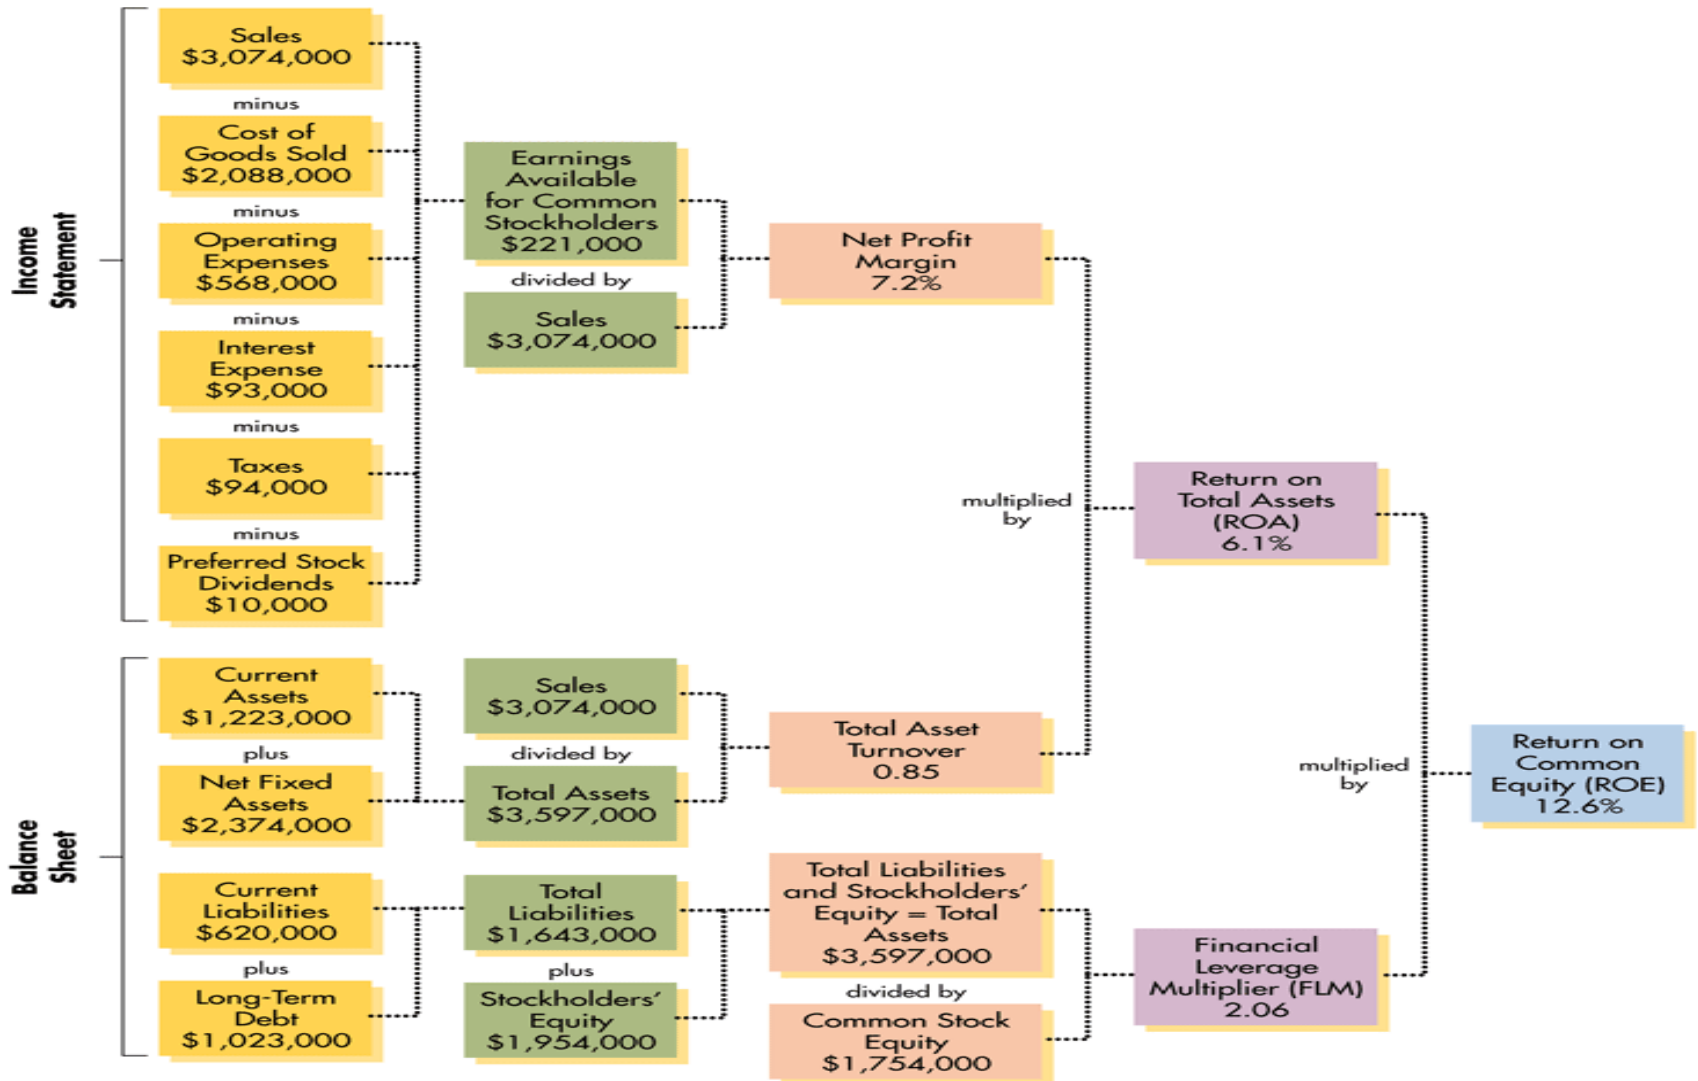 Income
Statement
Sales
$3,074,000
minus
Cost of
Goods Sold
$2,088,000
minus
Operating
Expenses
$568,000
minus
Interest
Expense
$93,000
minus
Taxes
$94,000
minus
Preferred Stock
Dividends
$10,000
Earnings
Available
for Common
Stockholders
$221,000
divided by
Sales
$3,074,000
Net Profit
Margin
7.2%
Balance
Sheet
Current
Assets
$1,223,000
plus
Net Fixed
Assets
$2,374,000
Current
Liabilities
$620,000
plus
Long-Term
Debt
$1,023,000
Sales
$3,074,000
divided by
Total Assets
$3,597,000
Total
Liabilities
$1,643,000
plus
Stockholders’
Equity
$1,954,000
Total Asset
Turnover
0.85
Total Liabilities
and Stockholders’
Equity = Total
Assets
$3,597,000
divided by
Common Stock
Equity
$1,754,000
multiplied
by
Return on
Total Assets
(ROA)
6.1%
Financial
Leverage
Multiplier (FLM)
2.06
multiplied
by
Return on
Common
Equity (ROE)
12.6%